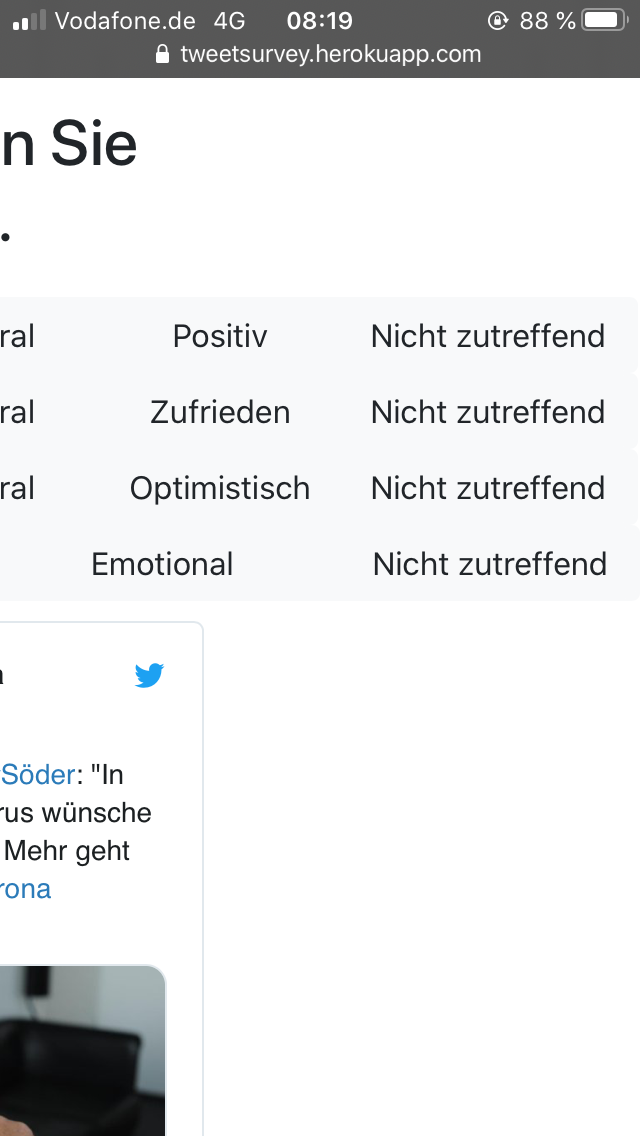 Vodafone.de 4G 08:19 88 %
tweetsurvey.herokuapp.com
n Sie
.
ral Positiv Nicht zutreffend
ral Zufrieden Nicht zutreffend
ral Optimistisch Nicht zutreffend
Emotional Nicht zutreffend
a
Söder: "In
rus wünsche
Mehr geht
rona